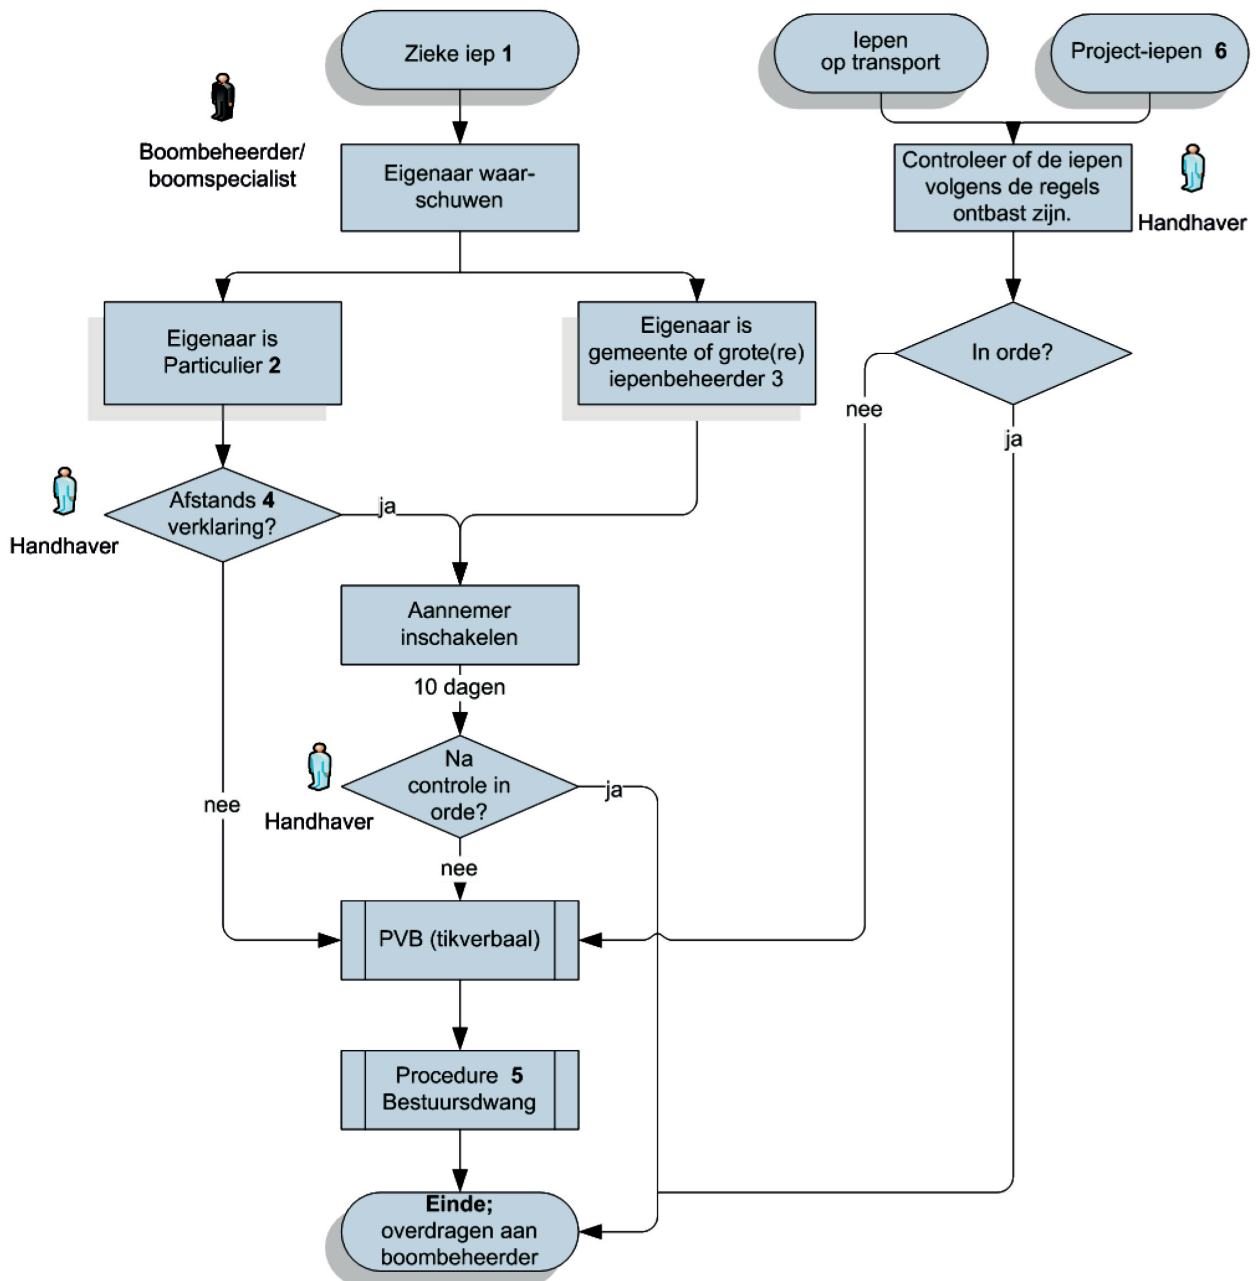 Zieke iep 1
Iepen
op transport
Project-iepen 6
Boombeheerder/
boomspecialist
Eigenaar waar-
schuwen
Controleer of de iepen
volgens de regels
ontbast zijn.
Handhaver
Eigenaar is
Particulier 2
Eigenaar is
gemeente of grote(re)
iepenbeheerder 3
In orde?
nee
ja
Handhaver
Afstands 4
verklaring?
ja
Aannemer
inschakelen
10 dagen
Handhaver
Na
controle in
orde?
ja
nee
nee
PVB (tikverbaal)
Procedure 5
Bestuursdwang
Einde;
overdragen aan
boombeheerder